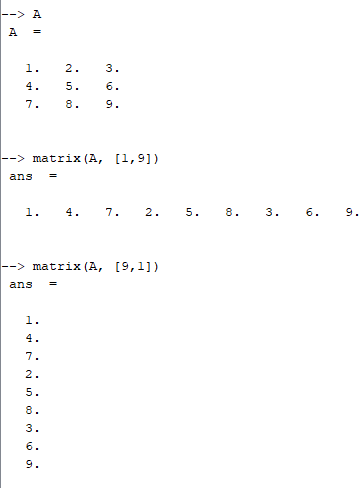 --> A
A  =
1.   2.   3.
4.   5.   6.
7.   8.   9.
--> matrix(A, [1,9])
ans  =
1.   4.   7.   2.   5.   8.   3.   6.   9.
--> matrix(A, [9,1])
ans  =
1.
4.
7.
2.
5.
8.
3.
6.
9.